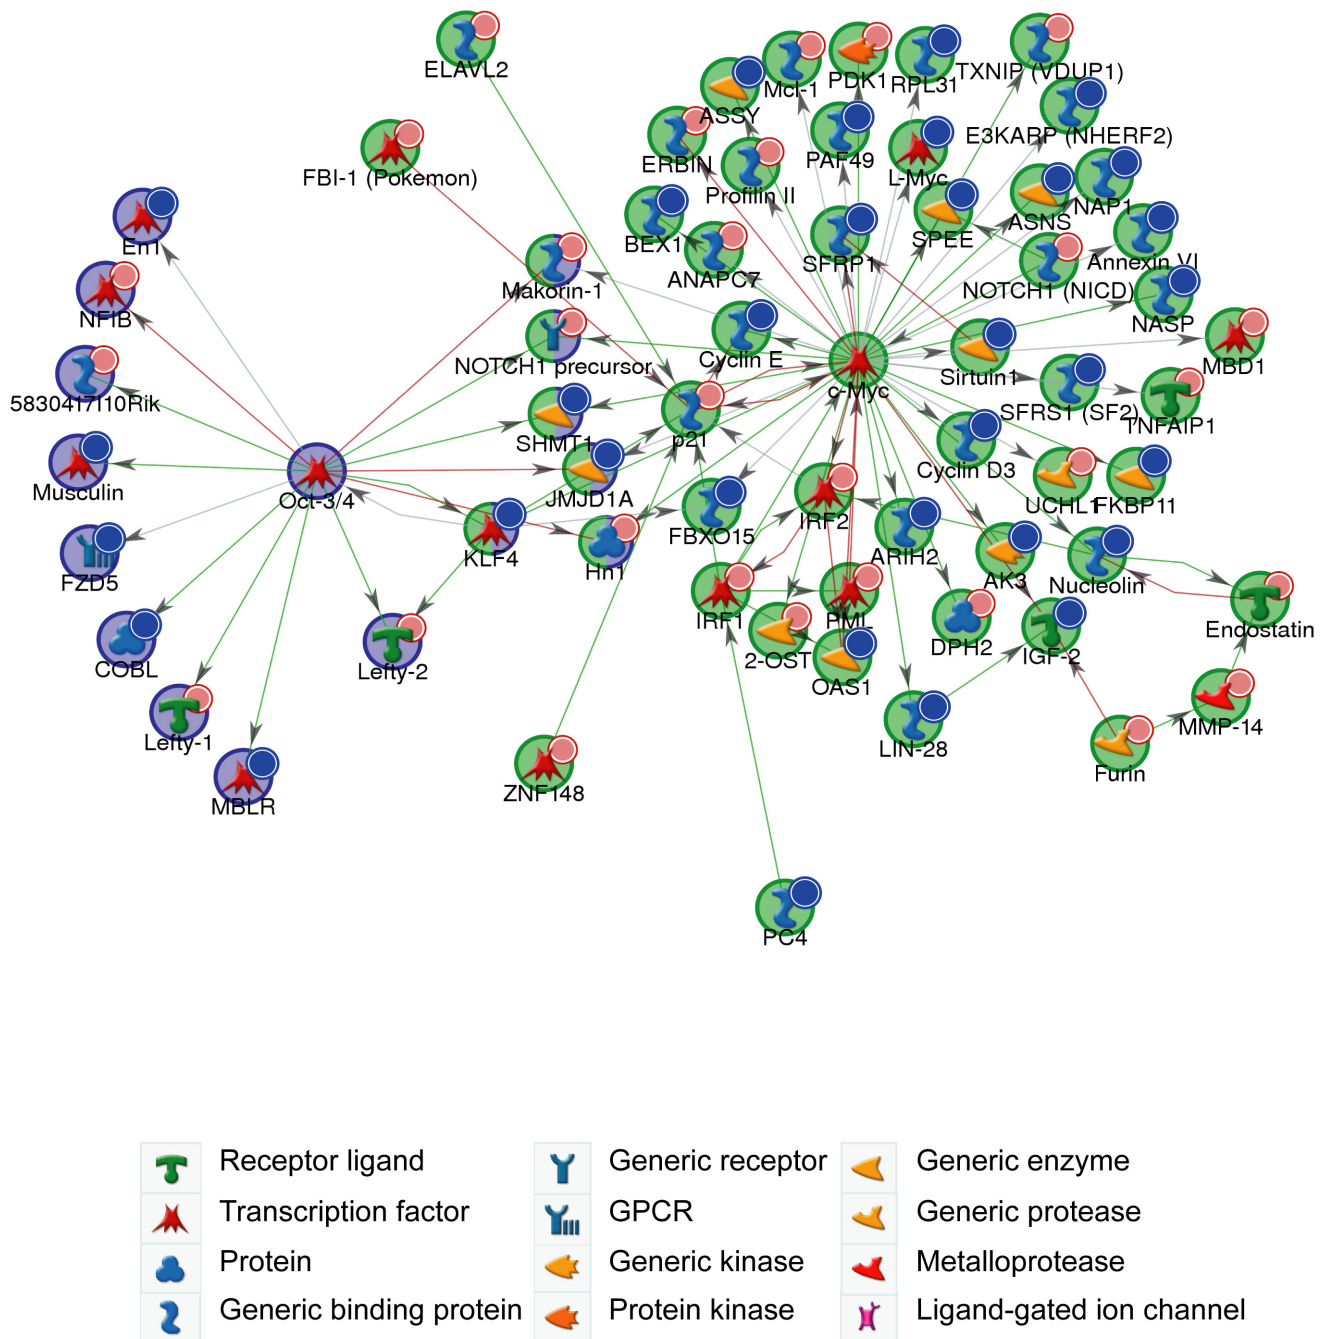 ELAVL2
FBI-1 (Pokemon)
En1
NFIB
5830417I10Rik
Musculin
FZD5
COBL
Lefty-1
MBLR
Oct-3/4
Lefty-2
KLF4
Makorin-1
NOTCH1 precursor
SHMT1
JMJD1A
Hn1
ZNF148
p21
FBXO15
Cyclin E
ASSY
Mcl-1
PDK1
RPL31
TXNIP (VDUP1)
ERBIN
Profilin II
PAF49
L-Myc
E3KARP (NHERF2)
BEX1
ANAPC7
SFRP1
SPEE
ASNS
NAP1
NOTCH1 (NICD)
Annexin VI
NASP
c-Myc
Sirtuin1
MBD1
SFRS1 (SF2)
TNFAIP1
Cyclin D3
UCHL1
FKBP11
IRF2
ARIH2
AK3
Nucleolin
IRF1
PML
2-OST
OAS1
DPH2
IGF-2
Endostatin
LIN-28
MMP-14
Furin
PC4
Receptor ligand
Generic receptor
Generic enzyme
Transcription factor
GPCR
Generic protease
Protein
Generic kinase
Metalloprotease
Generic binding protein
Protein kinase
Ligand-gated ion channel